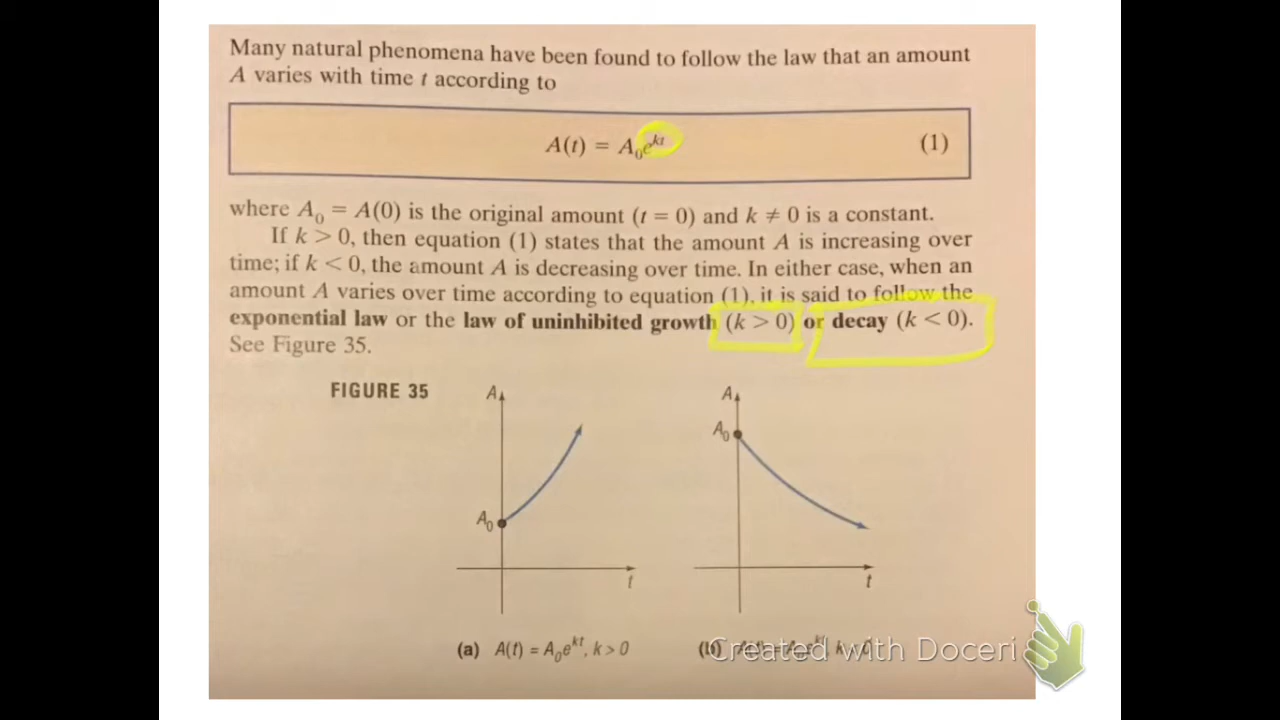 Many natural phenomena have been found to follow the law that an amount
A varies with time t according to
A(t) = A₀eᵏᵗ (1)
where A₀ = A(0) is the original amount (t = 0) and k ≠ 0 is a constant.
If k > 0, then equation (1) states that the amount A is increasing over
time; if k < 0, the amount A is decreasing over time. In either case, when an
amount A varies over time according to equation (1), it is said to follow the
exponential law or the law of uninhibited growth (k > 0) or decay (k < 0).
See Figure 35.
FIGURE 35
A
A₀
t
(a) A(t) = A₀eᵏᵗ, k > 0
A
A₀
t
(b) A(t) = A₀eᵏᵗ, k < 0
Created with Doceri